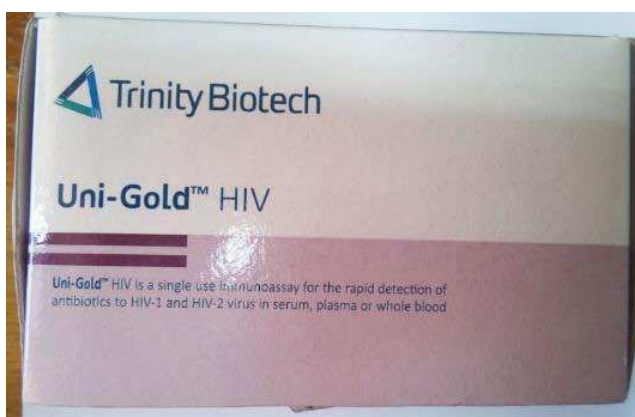 Trinity Biotech
Uni-Gold™ HIV
Uni-Gold™ HIV is a single use immunoassay for the rapid detection of
antibiotics to HIV-1 and HIV-2 virus in serum, plasma or whole blood